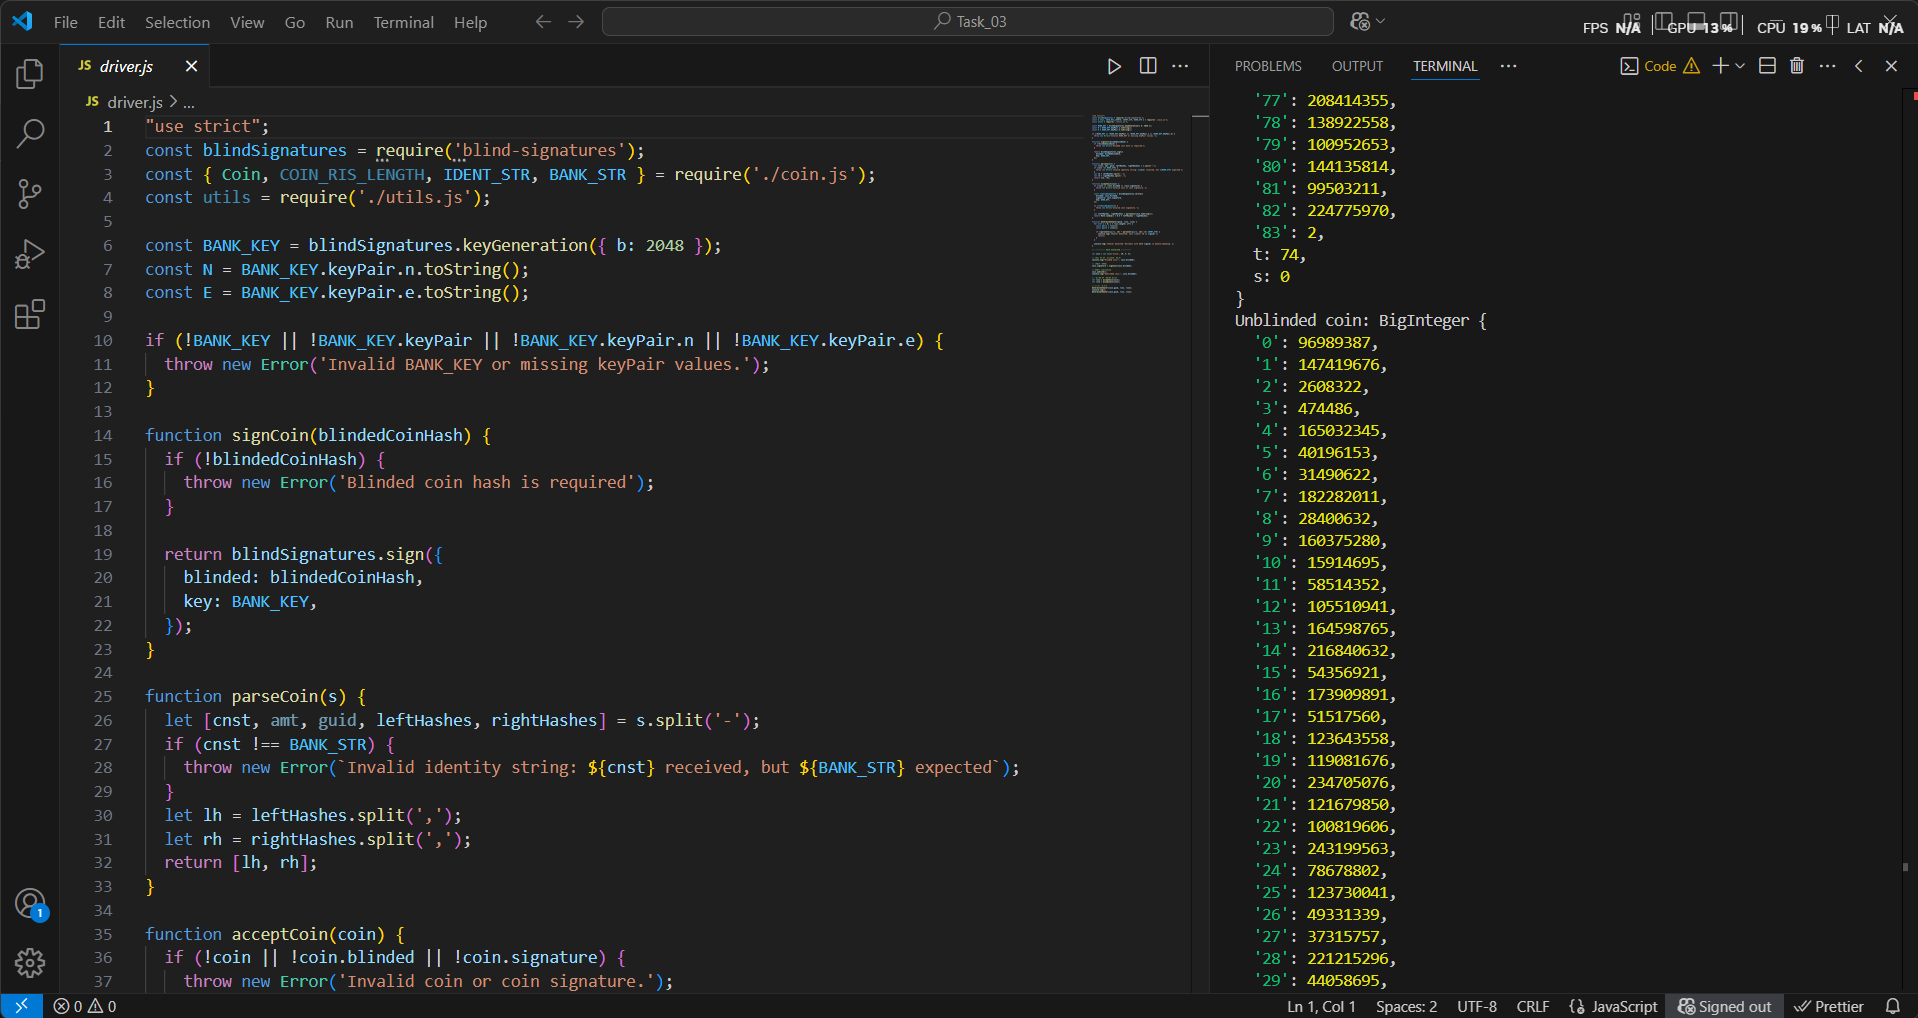 File Edit Selection View Go Run Terminal Help
Task_03
FPS N/A GPU 13 % CPU 19 % LAT N/A
JS driver.js
JS driver.js > ...
1 "use strict";
2 const blindSignatures = require('blind-signatures');
3 const { Coin, COIN_RIS_LENGTH, IDENT_STR, BANK_STR } = require('./coin.js');
4 const utils = require('./utils.js');
5
6 const BANK_KEY = blindSignatures.keyGeneration({ b: 2048 });
7 const N = BANK_KEY.keyPair.n.toString();
8 const E = BANK_KEY.keyPair.e.toString();
9
10 if (!BANK_KEY || !BANK_KEY.keyPair || !BANK_KEY.keyPair.n || !BANK_KEY.keyPair.e) {
11 throw new Error('Invalid BANK_KEY or missing keyPair values.');
12 }
13
14 function signCoin(blindedCoinHash) {
15 if (!blindedCoinHash) {
16 throw new Error('Blinded coin hash is required');
17 }
18
19 return blindSignatures.sign({
20 blinded: blindedCoinHash,
21 key: BANK_KEY,
22 });
23 }
24
25 function parseCoin(s) {
26 let [cnst, amt, guid, leftHashes, rightHashes] = s.split('-');
27 if (cnst !== BANK_STR) {
28 throw new Error(`Invalid identity string: ${cnst} received, but ${BANK_STR} expected`);
29 }
30 let lh = leftHashes.split(',');
31 let rh = rightHashes.split(',');
32 return [lh, rh];
33 }
34
35 function acceptCoin(coin) {
36 if (!coin || !coin.blinded || !coin.signature) {
37 throw new Error('Invalid coin or coin signature.');
PROBLEMS OUTPUT TERMINAL ... Code
'77': 208414355,
'78': 138922558,
'79': 100952653,
'80': 144135814,
'81': 99503211,
'82': 224775970,
'83': 2,
t: 74,
s: 0
}
Unblinded coin: BigInteger {
'0': 96989387,
'1': 147419676,
'2': 2608322,
'3': 474486,
'4': 165032345,
'5': 40196153,
'6': 31490622,
'7': 182282011,
'8': 28400632,
'9': 160375280,
'10': 15914695,
'11': 58514352,
'12': 105510941,
'13': 164598765,
'14': 216840632,
'15': 54356921,
'16': 173909891,
'17': 51517560,
'18': 123643558,
'19': 119081676,
'20': 234705076,
'21': 121679850,
'22': 100819606,
'23': 243199563,
'24': 78678802,
'25': 123730041,
'26': 49331339,
'27': 37315757,
'28': 221215296,
'29': 44058695,
1
0 0 Ln 1, Col 1 Spaces: 2 UTF-8 CRLF {} JavaScript Signed out Prettier